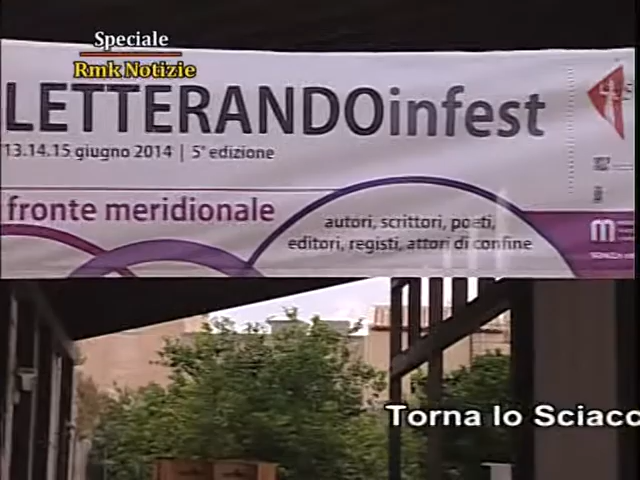 Speciale
Rmk Notizie
LETTERANDOinfest
13.14.15 giugno 2014 | 5ª edizione
fronte meridionale
autori, scrittori, poeti,
editori, registi, attori di confine
m
Torna lo Sciacc